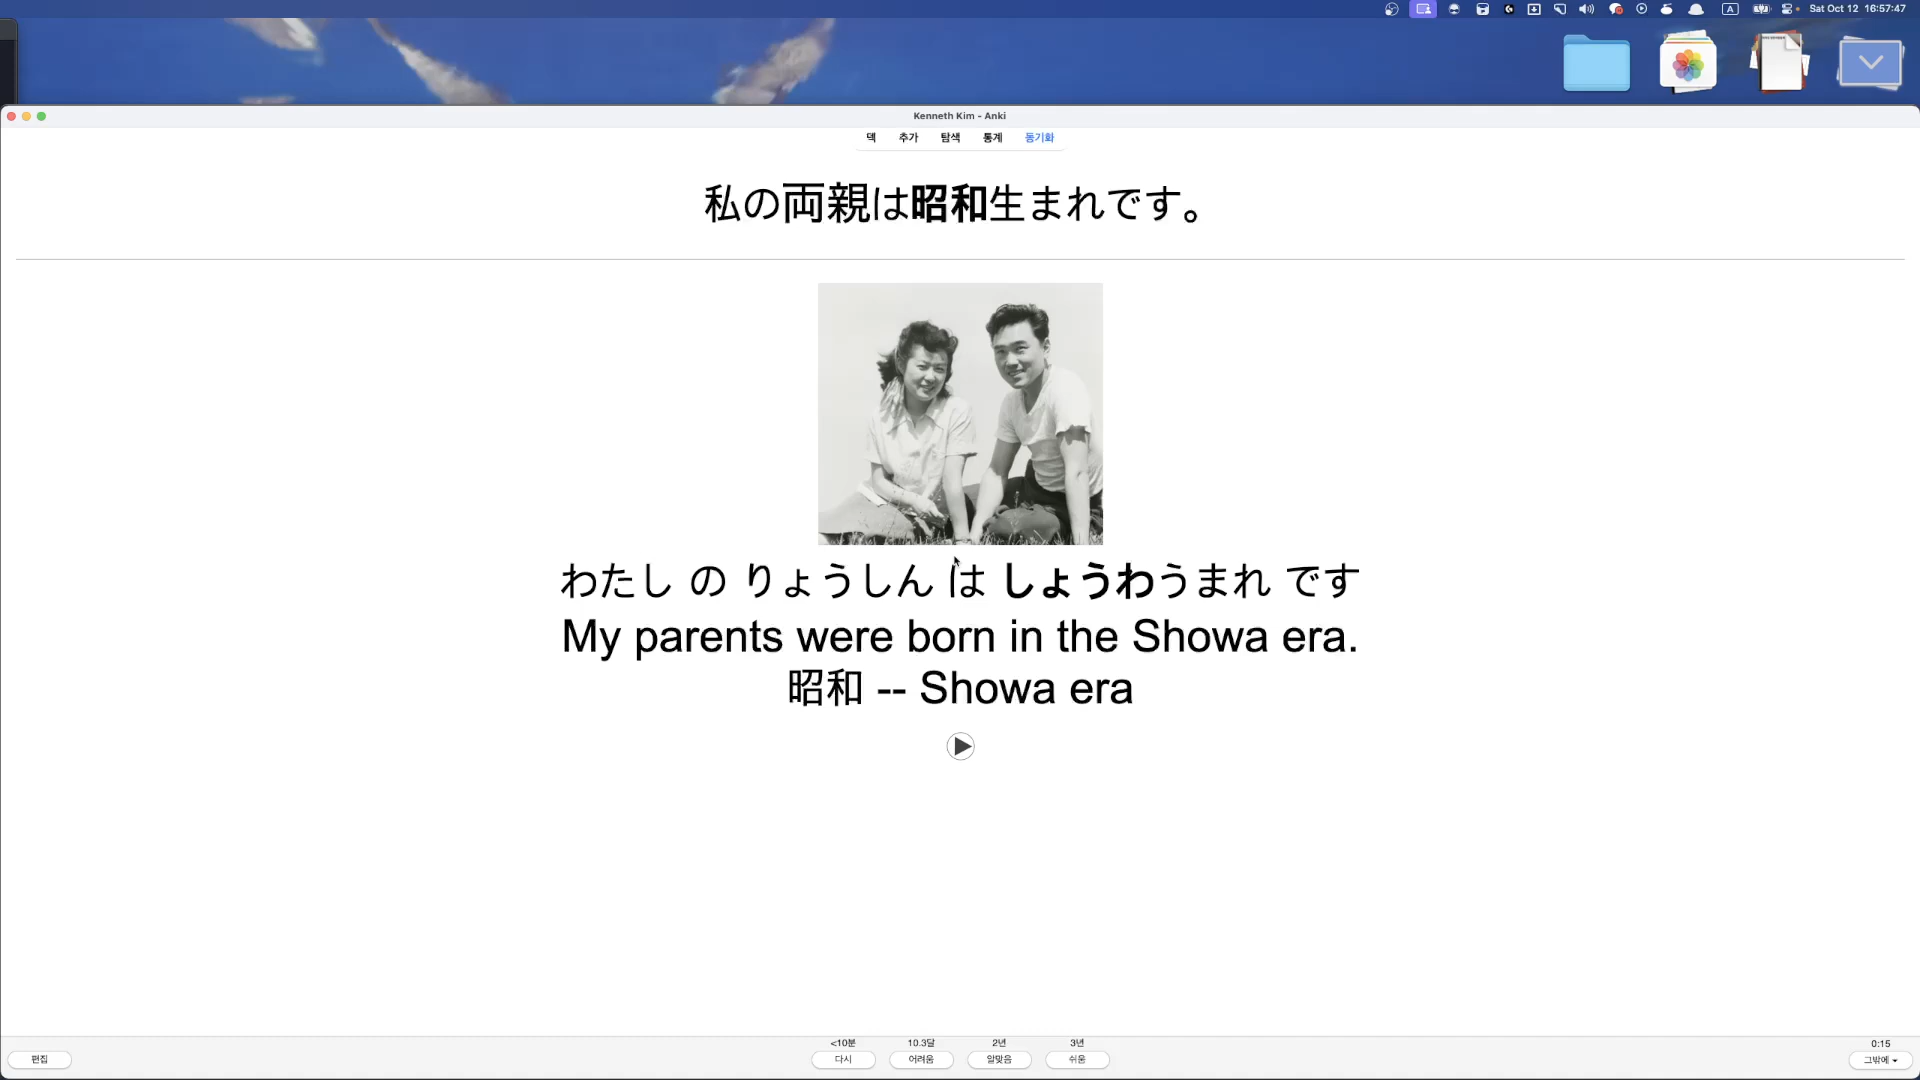 Sat Oct 12 16:57:47
Kenneth Kim - Anki
덱 추가 탐색 통계 동기화
私の両親は昭和生まれです。
わたし の りょうしん は しょうわうまれ です
My parents were born in the Showa era.
昭和 -- Showa era
<10분 10.3달 2년 3년 0:15
편집 다시 어려움 알맞음 쉬움 그밖에